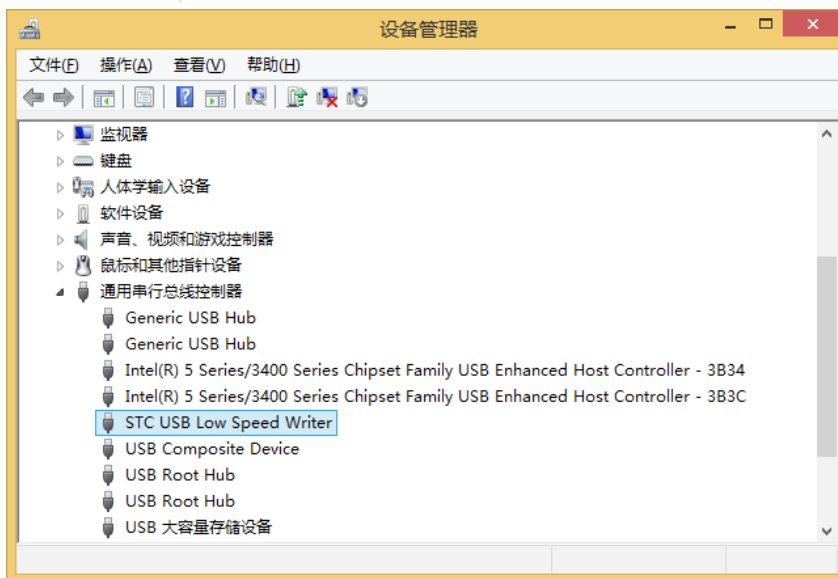 设备管理器
文件(F) 操作(A) 查看(V) 帮助(H)
监视器
键盘
人体学输入设备
软件设备
声音、视频和游戏控制器
鼠标和其他指针设备
通用串行总线控制器
Generic USB Hub
Generic USB Hub
Intel(R) 5 Series/3400 Series Chipset Family USB Enhanced Host Controller - 3B34
Intel(R) 5 Series/3400 Series Chipset Family USB Enhanced Host Controller - 3B3C
STC USB Low Speed Writer
USB Composite Device
USB Root Hub
USB Root Hub
USB 大容量存储设备